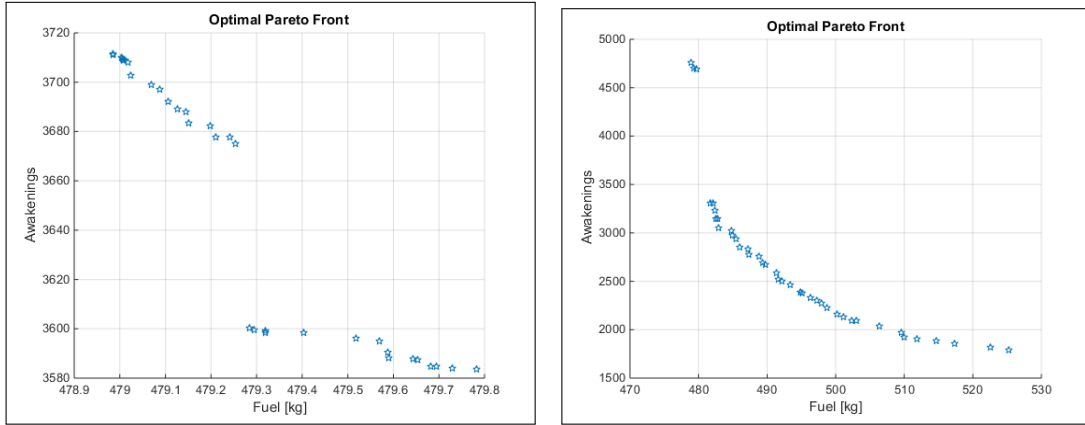 Optimal Pareto Front
3720
3700
3680
3660
3640
3620
3600
3580
Awakenings
478.9 479 479.1 479.2 479.3 479.4 479.5 479.6 479.7 479.8
Fuel [kg]
Optimal Pareto Front
5000
4500
4000
3500
3000
2500
2000
1500
Awakenings
470 480 490 500 510 520 530
Fuel [kg]